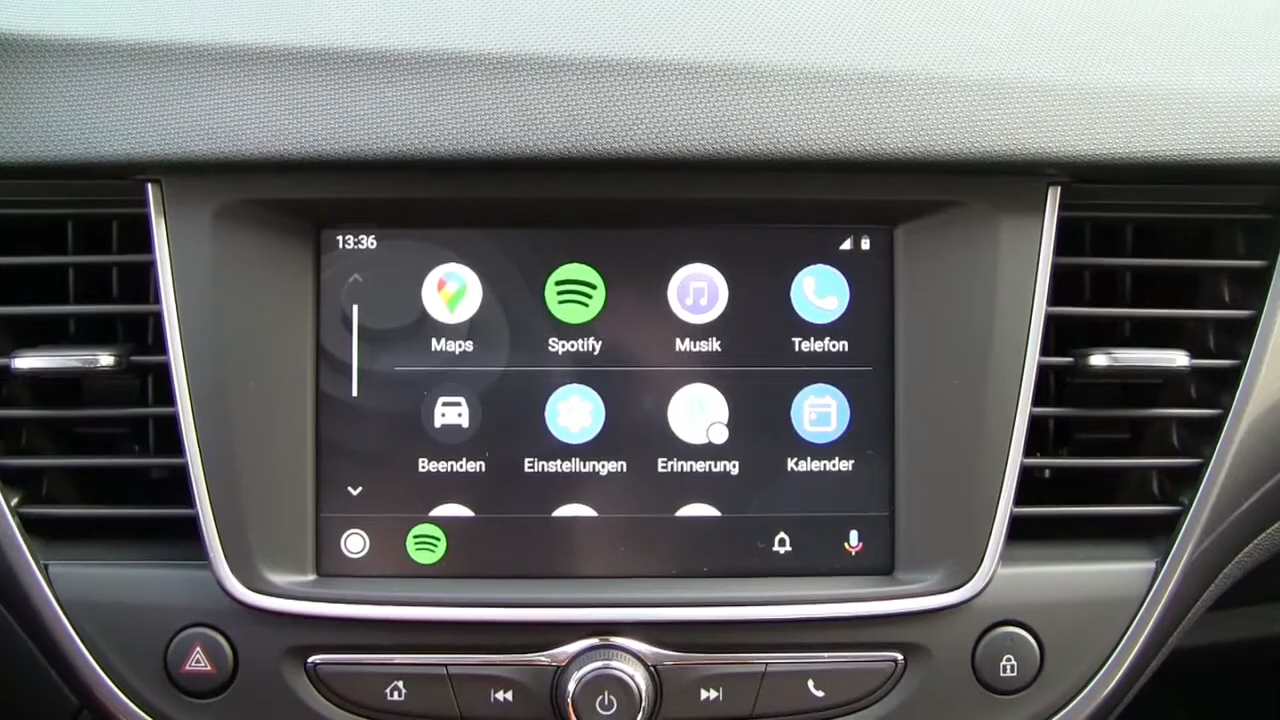 13:36
Maps Spotify Musik Telefon
Beenden Einstellungen Erinnerung Kalender